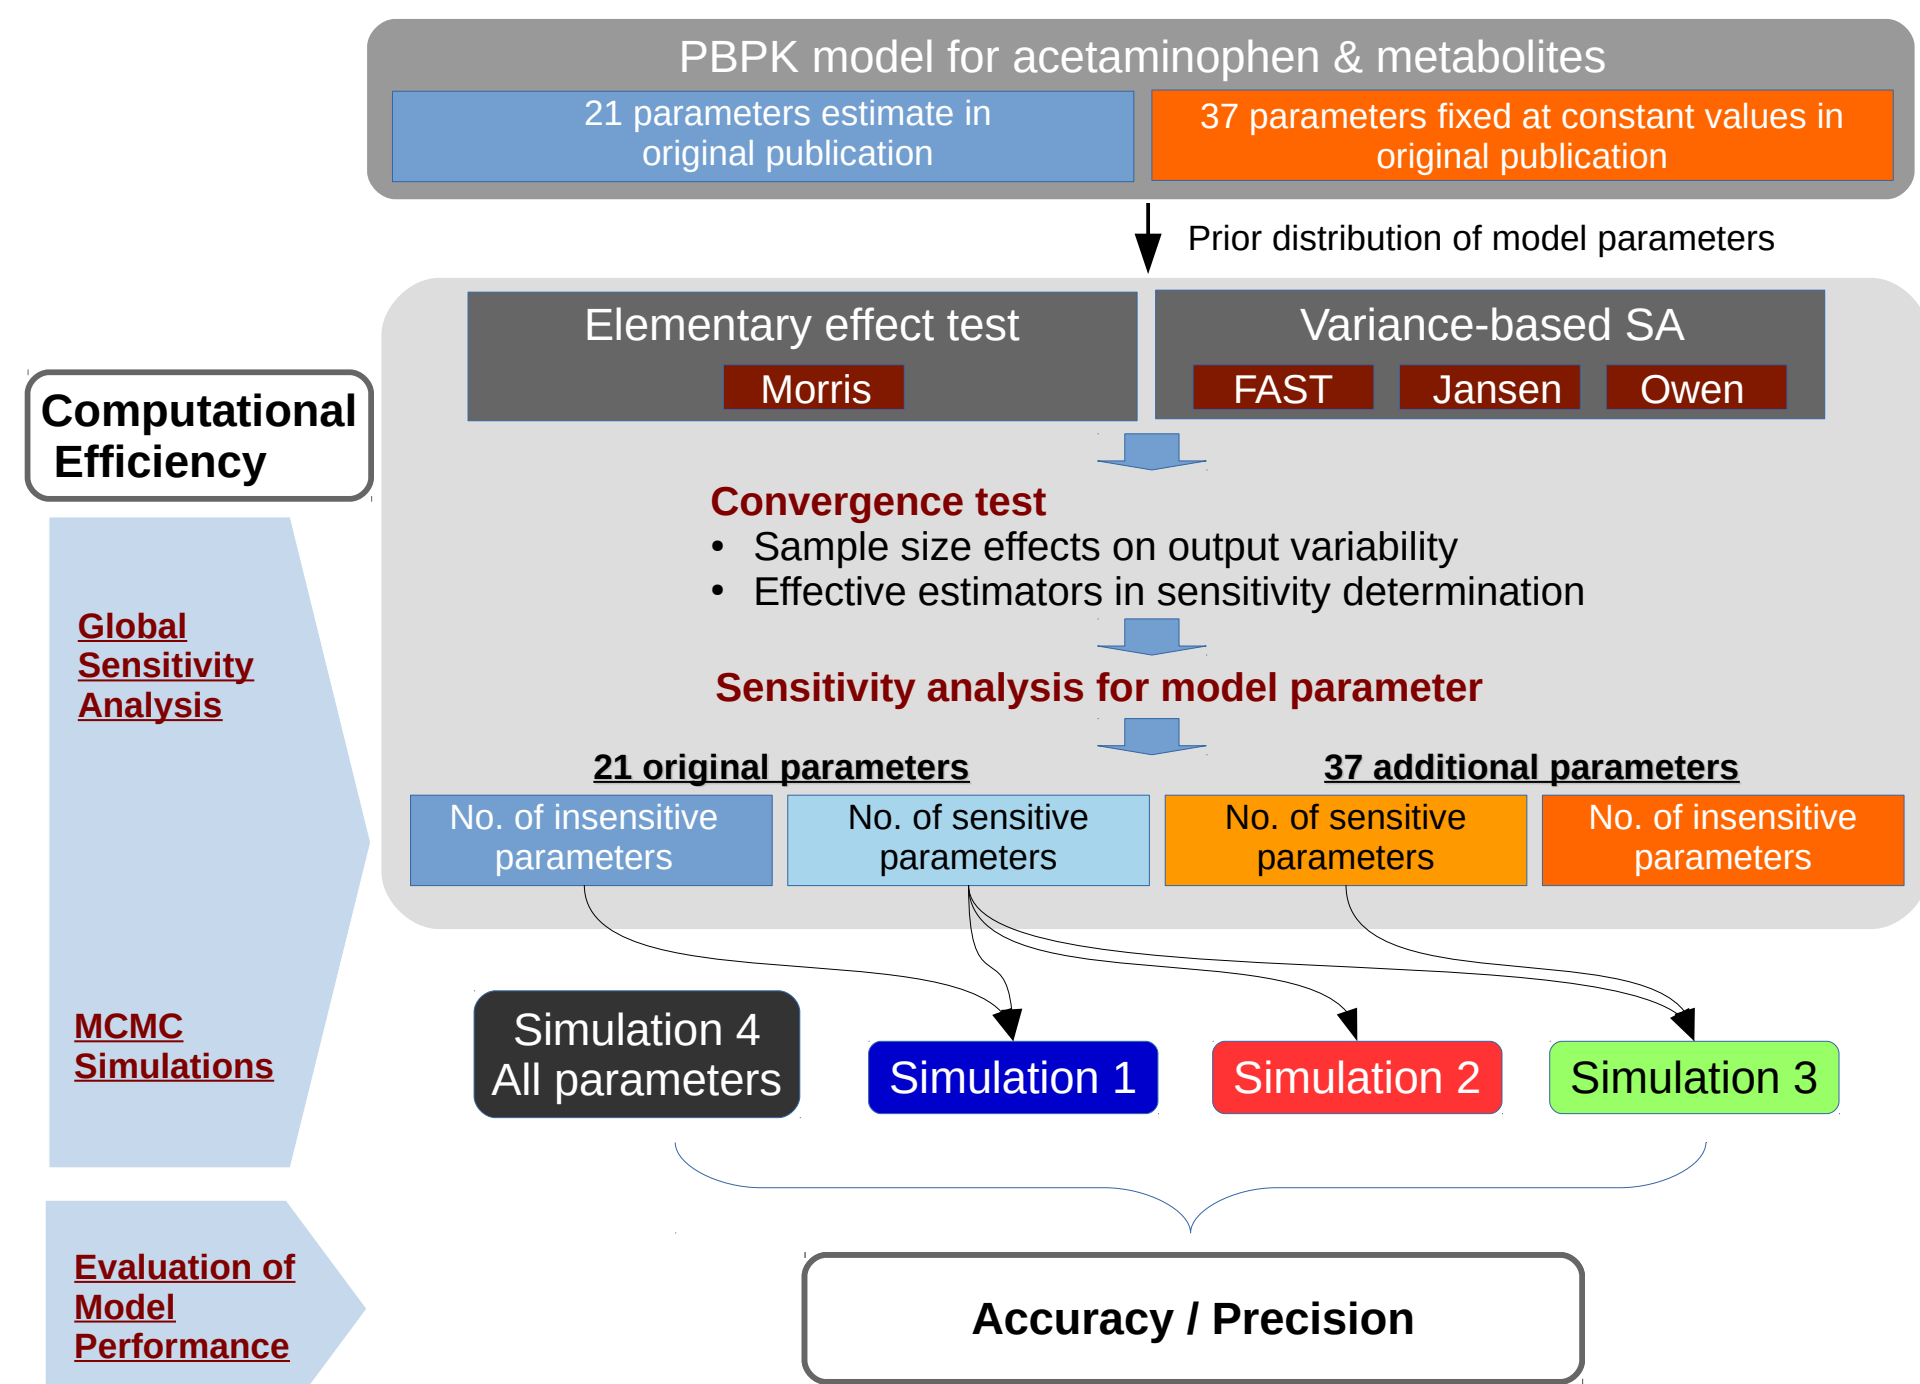 PBPK model for acetaminophen & metabolites
21 parameters estimate in
original publication
37 parameters fixed at constant values in
original publication
Prior distribution of model parameters
Elementary effect test
Morris
Variance-based SA
FAST
Jansen
Owen
Computational
Efficiency
Convergence test
• Sample size effects on output variability
• Effective estimators in sensitivity determination
Global
Sensitivity
Analysis
Sensitivity analysis for model parameter
21 original parameters
37 additional parameters
No. of insensitive
parameters
No. of sensitive
parameters
No. of sensitive
parameters
No. of insensitive
parameters
MCMC
Simulations
Simulation 4
All parameters
Simulation 1
Simulation 2
Simulation 3
Evaluation of
Model
Performance
Accuracy / Precision